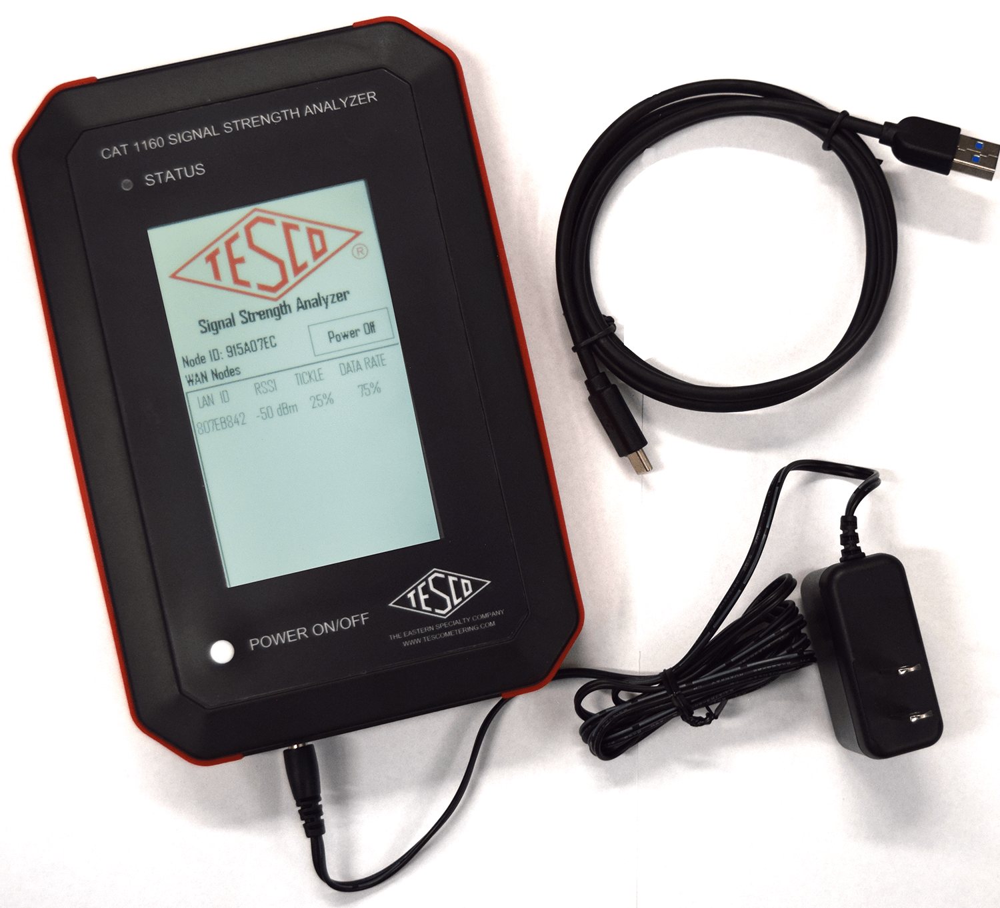 CAT 1160 SIGNAL STRENGTH ANALYZER
STATUS
TESCO ®
Signal Strength Analyzer
Node ID: 915A07EC
Power Off
WAN Nodes
LAN ID RSSI TICKLE DATA RATE
807EB842 -50 dBm 25% 75%
POWER ON/OFF
TESCO
THE EASTERN SPECIALTY COMPANY
WWW.TESCOMETERING.COM